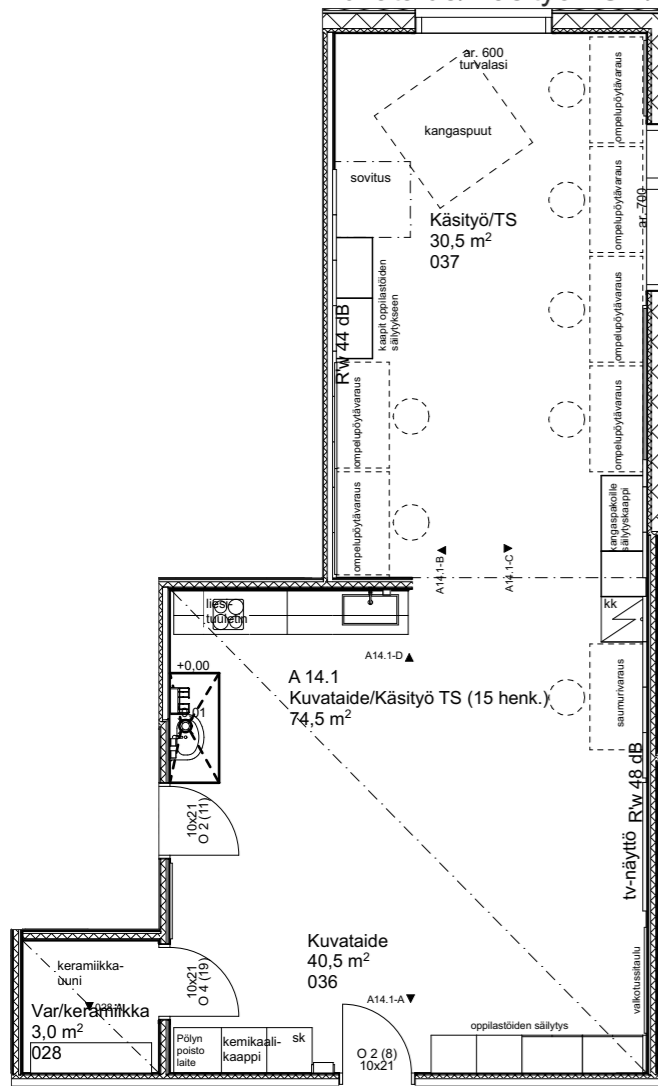 ar. 600
turvalasi
kangaspuut
sovitus
ompelupöytävaraus
ompelupöytävaraus
ar. 700
Käsityö/TS
30,5 m²
037
kaapit oppilastöiden
säilytykseen
R'w 44 dB
ompelupöytävaraus
ompelupöytävaraus
ompelupöytävaraus
ompelupöytävaraus
kangaspakoille
säilytyskaappi
A14.1-B
A14.1-C
liesi-
tuuletin
kk
A14.1-D
+0,00
A 14.1
Kuvataide/Käsityö TS (15 henk.)
74,5 m²
saumurivaraus
R'w 48 dB
tv-näyttö
10x21
O 2 (11)
Kuvataide
40,5 m²
036
valkotussitaulu
keramiikka-
uuni
10x21
O 4 (19)
Var/keramiikka
3,0 m²
028
A14.1-A
oppilastöiden säilytys
Pölyn
poisto
laite
kemikaali-
kaappi
sk
O 2 (8)
10x21